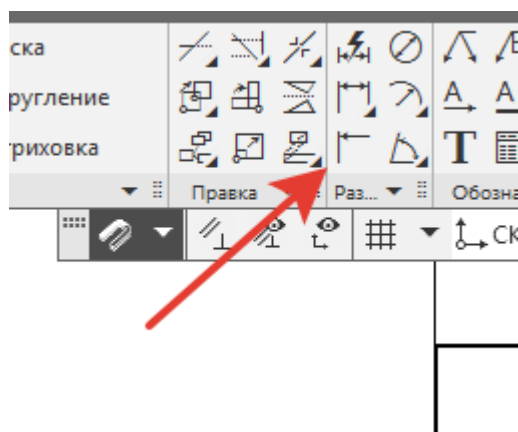 ска
ругление
триховка
Правка
Раз...
Обозна
T
A
A
СК